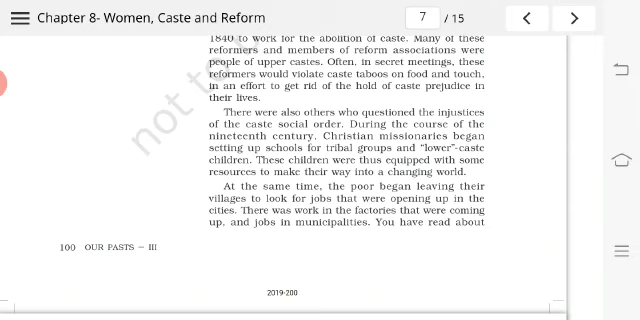 Chapter 8- Women, Caste and Reform
7 / 15
1840 to work for the abolition of caste. Many of these
reformers and members of reform associations were
people of upper castes. Often, in secret meetings, these
reformers would violate caste taboos on food and touch,
in an effort to get rid of the hold of caste prejudice in
their lives.
There were also others who questioned the injustices
of the caste social order. During the course of the
nineteenth century, Christian missionaries began
setting up schools for tribal groups and “lower”-caste
children. These children were thus equipped with some
resources to make their way into a changing world.
At the same time, the poor began leaving their
villages to look for jobs that were opening up in the
cities. There was work in the factories that were coming
up, and jobs in municipalities. You have read about
100 OUR PASTS – III
2019-200
not to